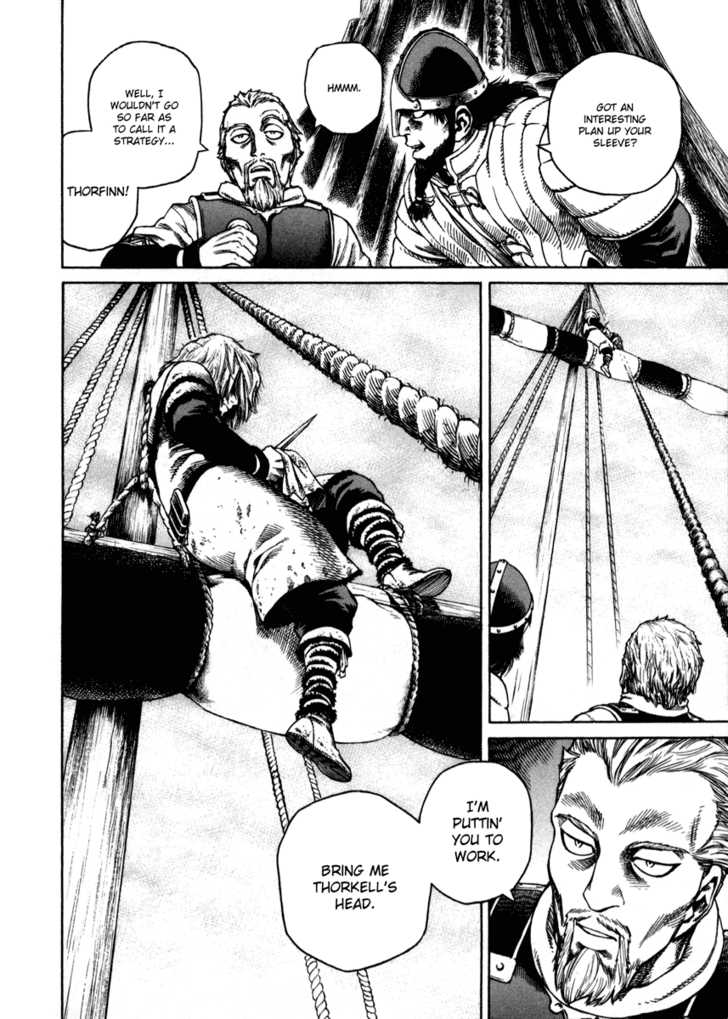 GOT AN
INTERESTING
PLAN UP YOUR
SLEEVE?
HMMM.
WELL, I
WOULDN'T GO
SO FAR AS
TO CALL IT A
STRATEGY...
THORFINN!
I'M
PUTTIN'
YOU TO
WORK.
BRING ME
THORKELL'S
HEAD.